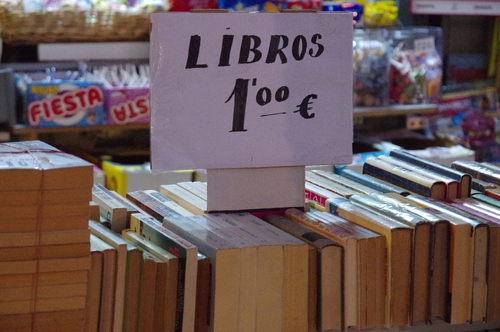 LIBROS
1'00 €
FIESTA